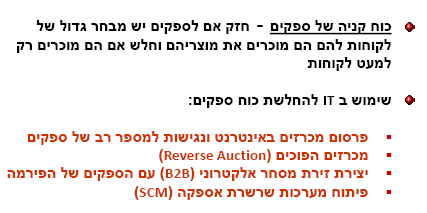 כוח קניה של ספקים - חזק אם לספקים יש מבחר גדול של
לקוחות להם הם מוכרים את מוצריהם וחלש אם הם מוכרים רק
למעט לקוחות
שימוש ב IT להחלשת כוח ספקים:
פרסום מכרזים באינטרנט ונגישות למספר רב של ספקים
מכרזים הפוכים (Reverse Auction)
יצירת זירת מסחר אלקטרוני (B2B) עם הספקים של הפירמה
פיתוח מערכות שרשרת אספקה (SCM)